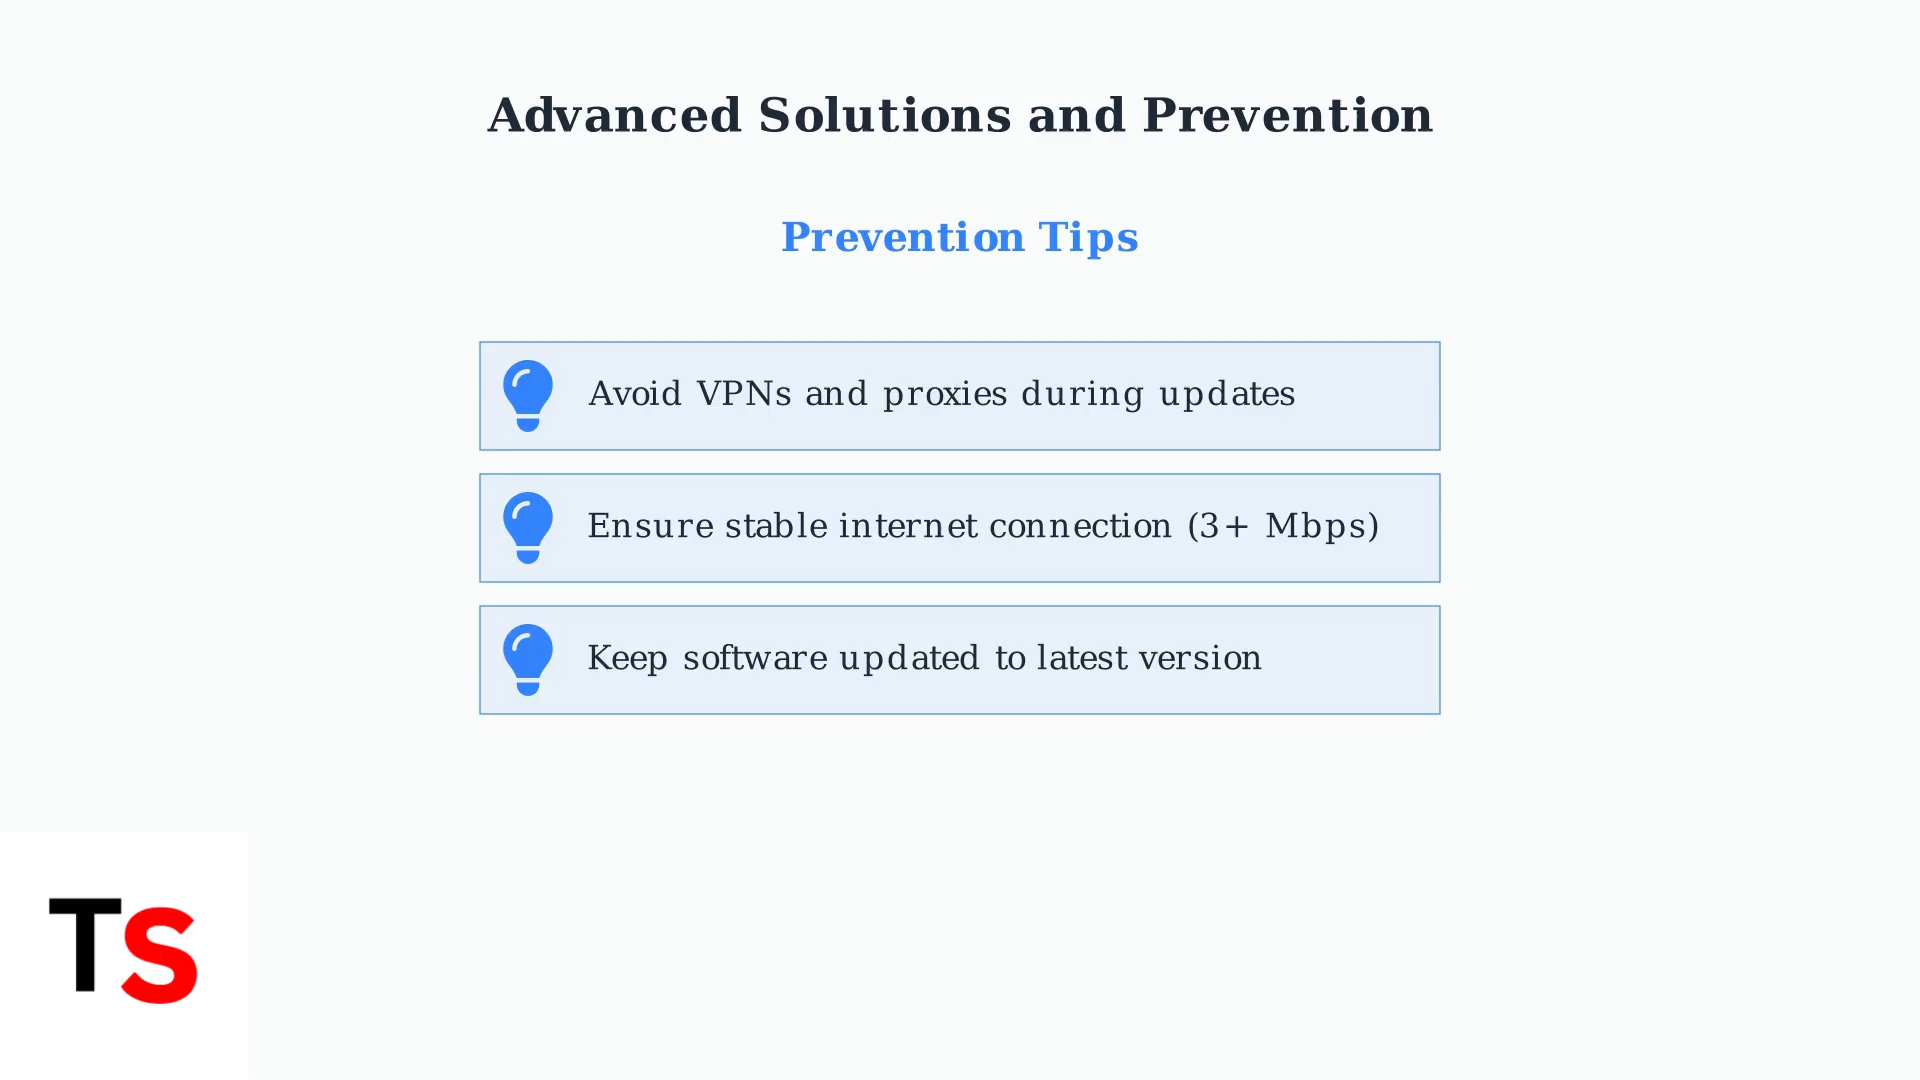 Advanced Solutions and Prevention
Prevention Tips
Avoid VPNs and proxies during updates
Ensure stable internet connection (3+ Mbps)
Keep software updated to latest version
TS